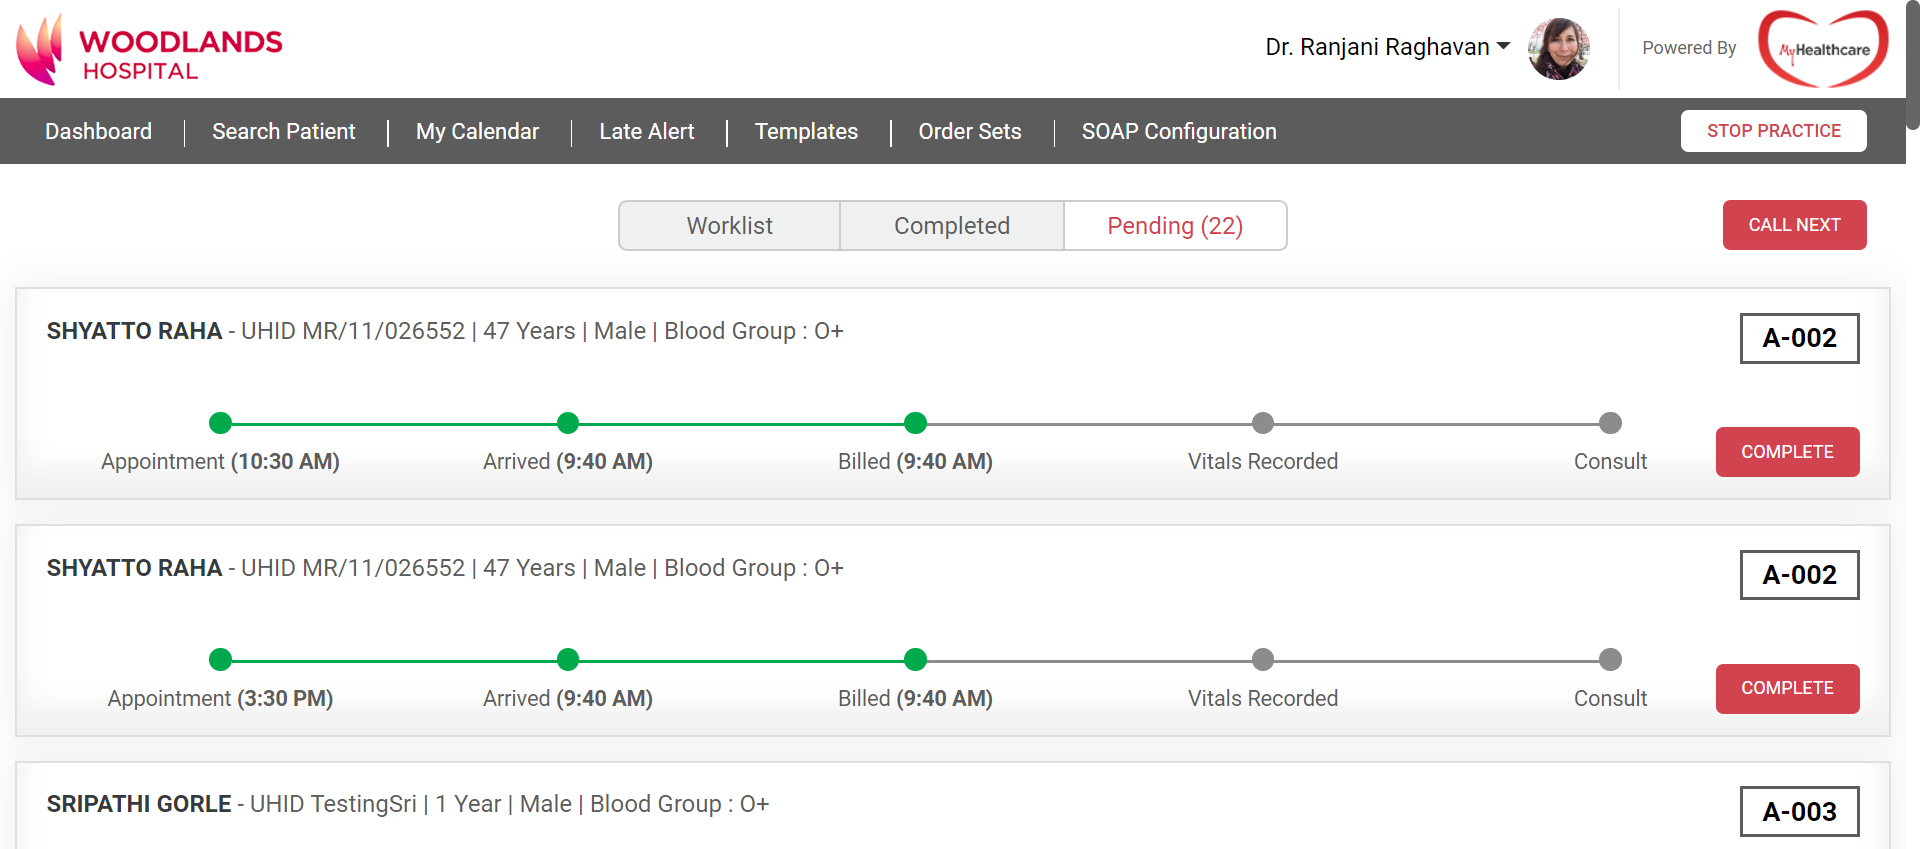 WOODLANDS
HOSPITAL
Dr. Ranjani Raghavan
Powered By
MyHealthcare
Dashboard
Search Patient
My Calendar
Late Alert
Templates
Order Sets
SOAP Configuration
STOP PRACTICE
Worklist
Completed
Pending (22)
CALL NEXT
SHYATTO RAHA - UHID MR/11/026552 | 47 Years | Male | Blood Group : O+
A-002
Appointment (10:30 AM)
Arrived (9:40 AM)
Billed (9:40 AM)
Vitals Recorded
Consult
COMPLETE
SHYATTO RAHA - UHID MR/11/026552 | 47 Years | Male | Blood Group : O+
A-002
Appointment (3:30 PM)
Arrived (9:40 AM)
Billed (9:40 AM)
Vitals Recorded
Consult
COMPLETE
SRIPATHI GORLE - UHID TestingSri | 1 Year | Male | Blood Group : O+
A-003